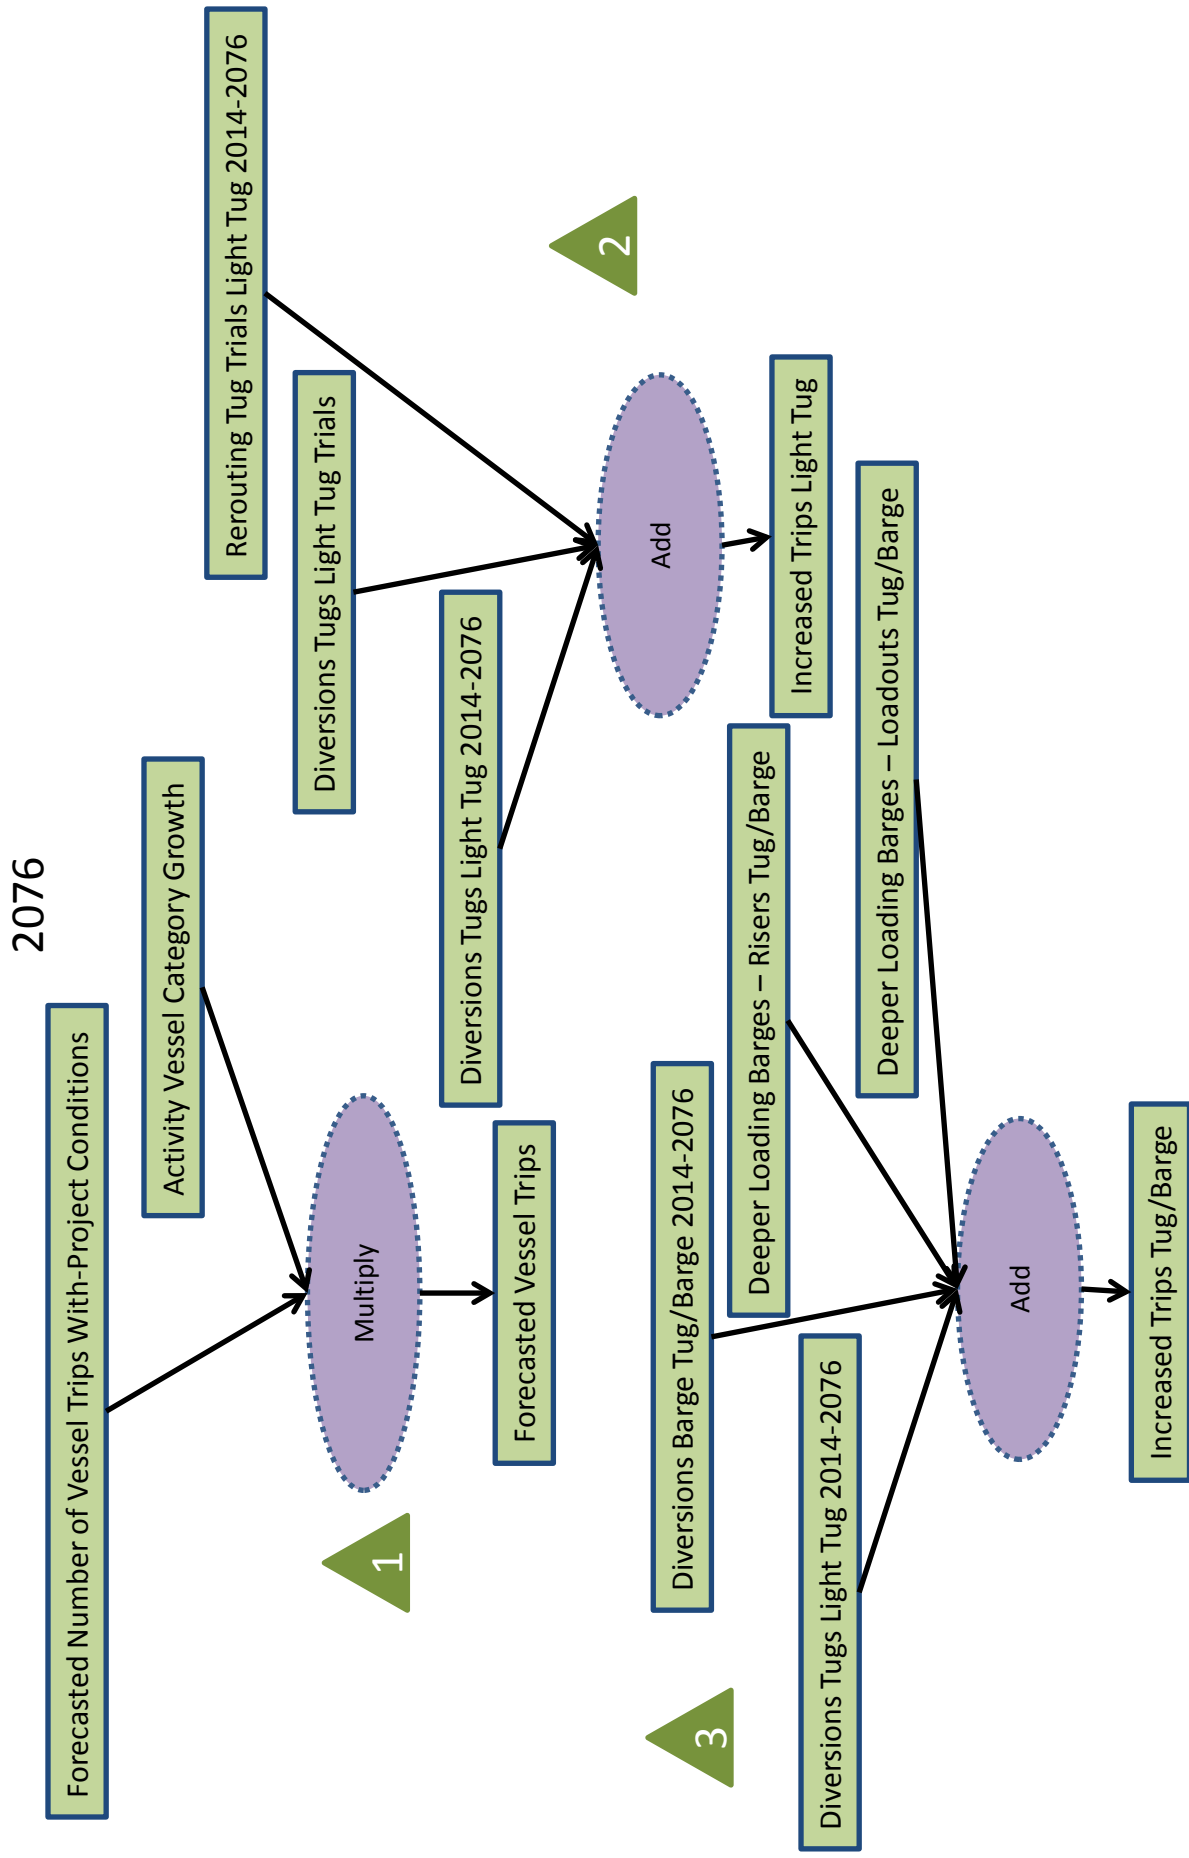 2076
Forecasted Number of Vessel Trips With-Project Conditions
Activity Vessel Category Growth
Multiply
Forecasted Vessel Trips
1
Rerouting Tug Trials Light Tug 2014-2076
Diversions Tugs Light Tug Trials
Diversions Tugs Light Tug 2014-2076
Add
Increased Trips Light Tug
2
Diversions Barge Tug/Barge 2014-2076
Deeper Loading Barges – Risers Tug/Barge
Diversions Tugs Light Tug 2014-2076
Deeper Loading Barges – Loadouts Tug/Barge
Add
Increased Trips Tug/Barge
3